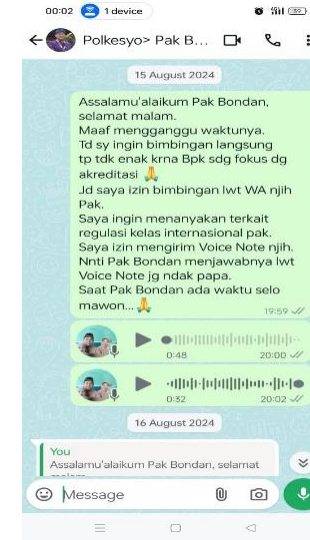 00:02 1 device
Polkesyo> Pak B...
15 August 2024
Assalamu'alaikum Pak Bondan,
selamat malam.
Maaf mengganggu waktunya.
Td sy ingin bimbingan langsung
tp tdk enak krna Bpk sdg fokus dg
akreditasi 🙏
Jd saya izin bimbingan lwt WA njih
Pak.
Saya ingin menanyakan terkait
regulasi kelas internasional pak.
Saya izin mengirim Voice Note njih.
Nnti Pak Bondan menjawabnya lwt
Voice Note jg ndak papa.
Saat Pak Bondan ada waktu selo
mawon... 🙏
19:59
0:48 20:00
0:32 20:02
16 August 2024
You
Assalamu'alaikum Pak Bondan, selamat
Message